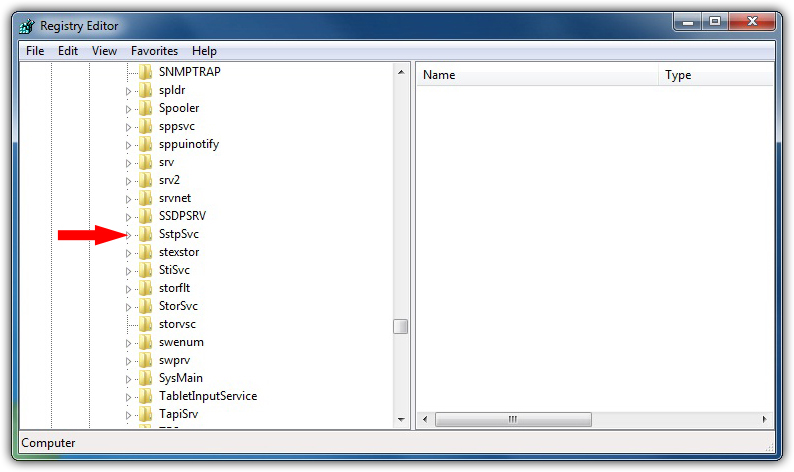 Registry Editor
File Edit View Favorites Help
SNMPTRAP
spldr
Spooler
sppsvc
sppuinotify
srv
srv2
srvnet
SSDPSRV
SstpSvc
stexstor
StiSvc
storflt
StorSvc
storvsc
swenum
swprv
SysMain
TabletInputService
TapiSrv
Name Type
Computer